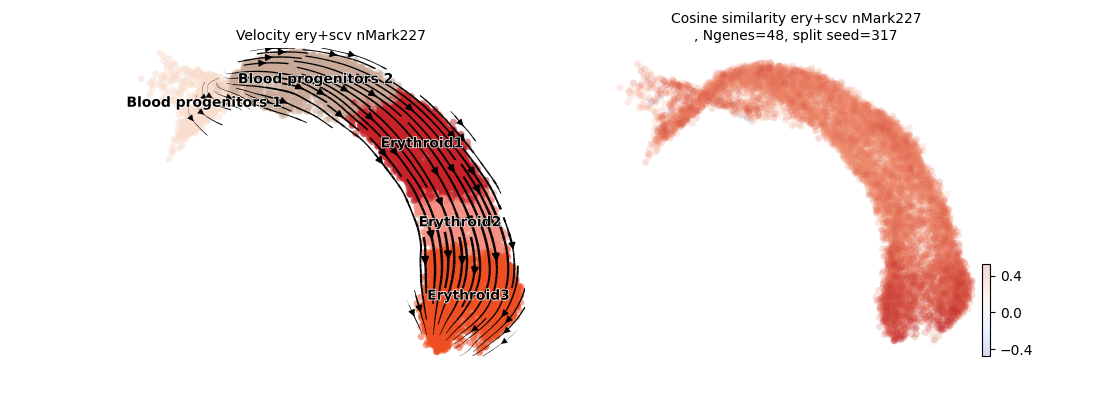 Velocity ery+scv nMark227
Blood progenitors 2
Blood progenitors 1
Erythroid1
Erythroid2
Erythroid3
Cosine similarity ery+scv nMark227
, Ngenes=48, split seed=317
0.4
0.0
−0.4